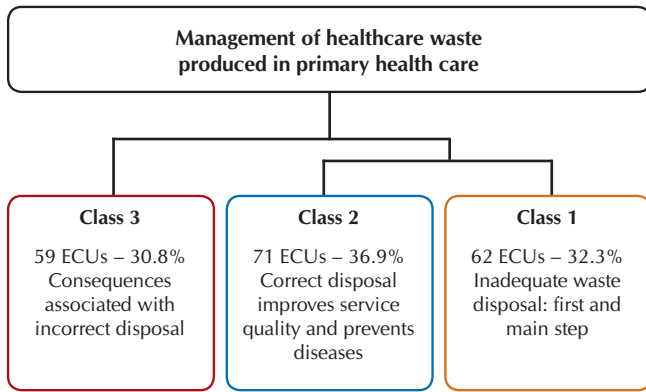 Management of healthcare waste
produced in primary health care
Class 3
59 ECUs – 30.8%
Consequences
associated with
incorrect disposal
Class 2
71 ECUs – 36.9%
Correct disposal
improves service
quality and prevents
diseases
Class 1
62 ECUs – 32.3%
Inadequate waste
disposal: first and
main step